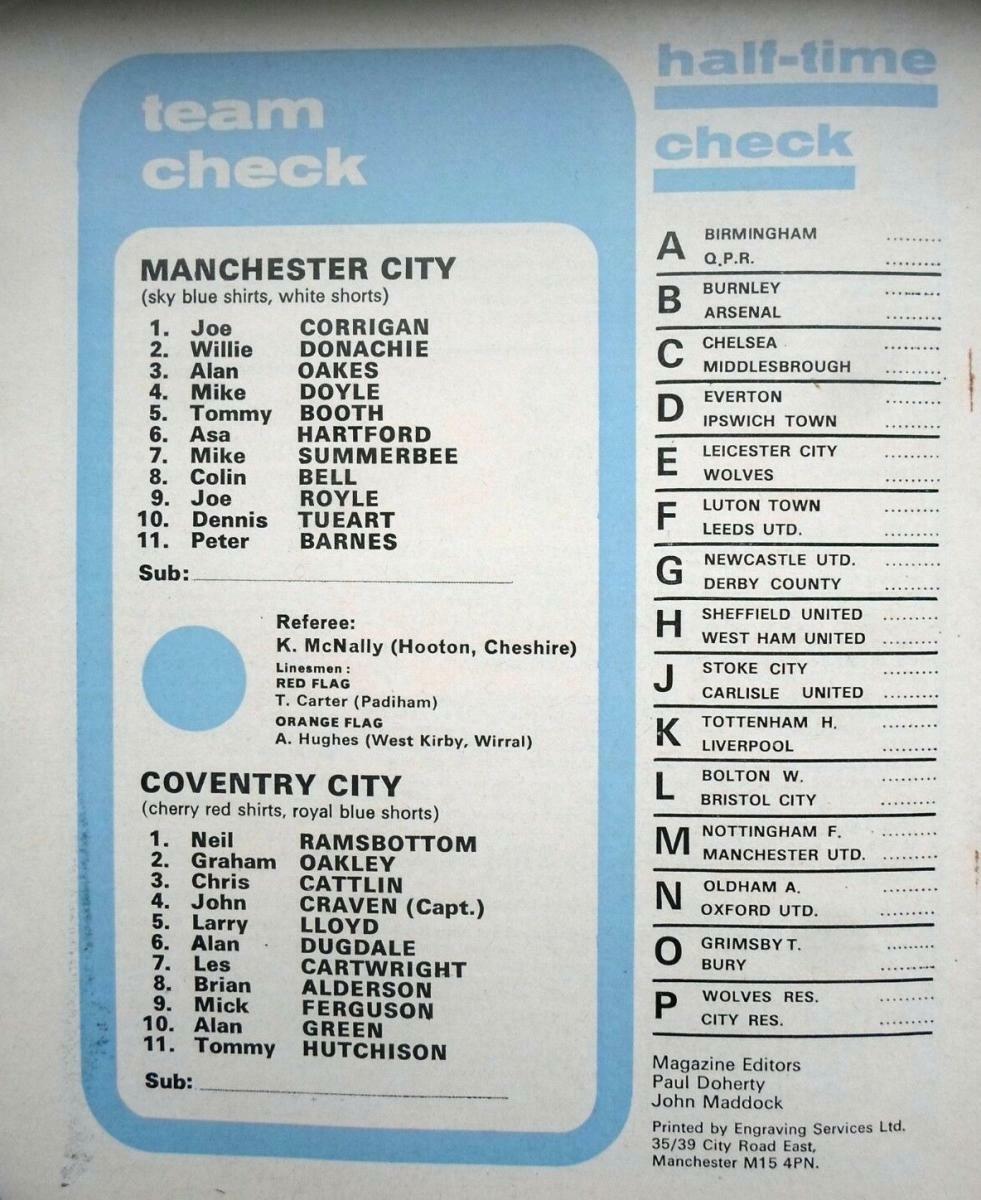 team
check
MANCHESTER CITY
(sky blue shirts, white shorts)
1. Joe CORRIGAN
2. Willie DONACHIE
3. Alan OAKES
4. Mike DOYLE
5. Tommy BOOTH
6. Asa HARTFORD
7. Mike SUMMERBEE
8. Colin BELL
9. Joe ROYLE
10. Dennis TUEART
11. Peter BARNES
Sub:
Referee:
K. McNally (Hooton, Cheshire)
Linesmen :
RED FLAG
T. Carter (Padiham)
ORANGE FLAG
A. Hughes (West Kirby, Wirral)
COVENTRY CITY
(cherry red shirts, royal blue shorts)
1. Neil RAMSBOTTOM
2. Graham OAKLEY
3. Chris CATTLIN
4. John CRAVEN (Capt.)
5. Larry LLOYD
6. Alan DUGDALE
7. Les CARTWRIGHT
8. Brian ALDERSON
9. Mick FERGUSON
10. Alan GREEN
11. Tommy HUTCHISON
Sub:
half-time
check
A BIRMINGHAM .........
Q.P.R. .........
B BURNLEY .........
ARSENAL .........
C CHELSEA .........
MIDDLESBROUGH .........
D EVERTON .........
IPSWICH TOWN .........
E LEICESTER CITY .........
WOLVES .........
F LUTON TOWN .........
LEEDS UTD. .........
G NEWCASTLE UTD. .........
DERBY COUNTY .........
H SHEFFIELD UNITED .........
WEST HAM UNITED .........
J STOKE CITY .........
CARLISLE UNITED .........
K TOTTENHAM H. .........
LIVERPOOL .........
L BOLTON W. .........
BRISTOL CITY .........
M NOTTINGHAM F. .........
MANCHESTER UTD. .........
N OLDHAM A. .........
OXFORD UTD. .........
O GRIMSBY T. .........
BURY .........
P WOLVES RES. .........
CITY RES. .........
Magazine Editors
Paul Doherty
John Maddock
Printed by Engraving Services Ltd.
35/39 City Road East,
Manchester M15 4PN.